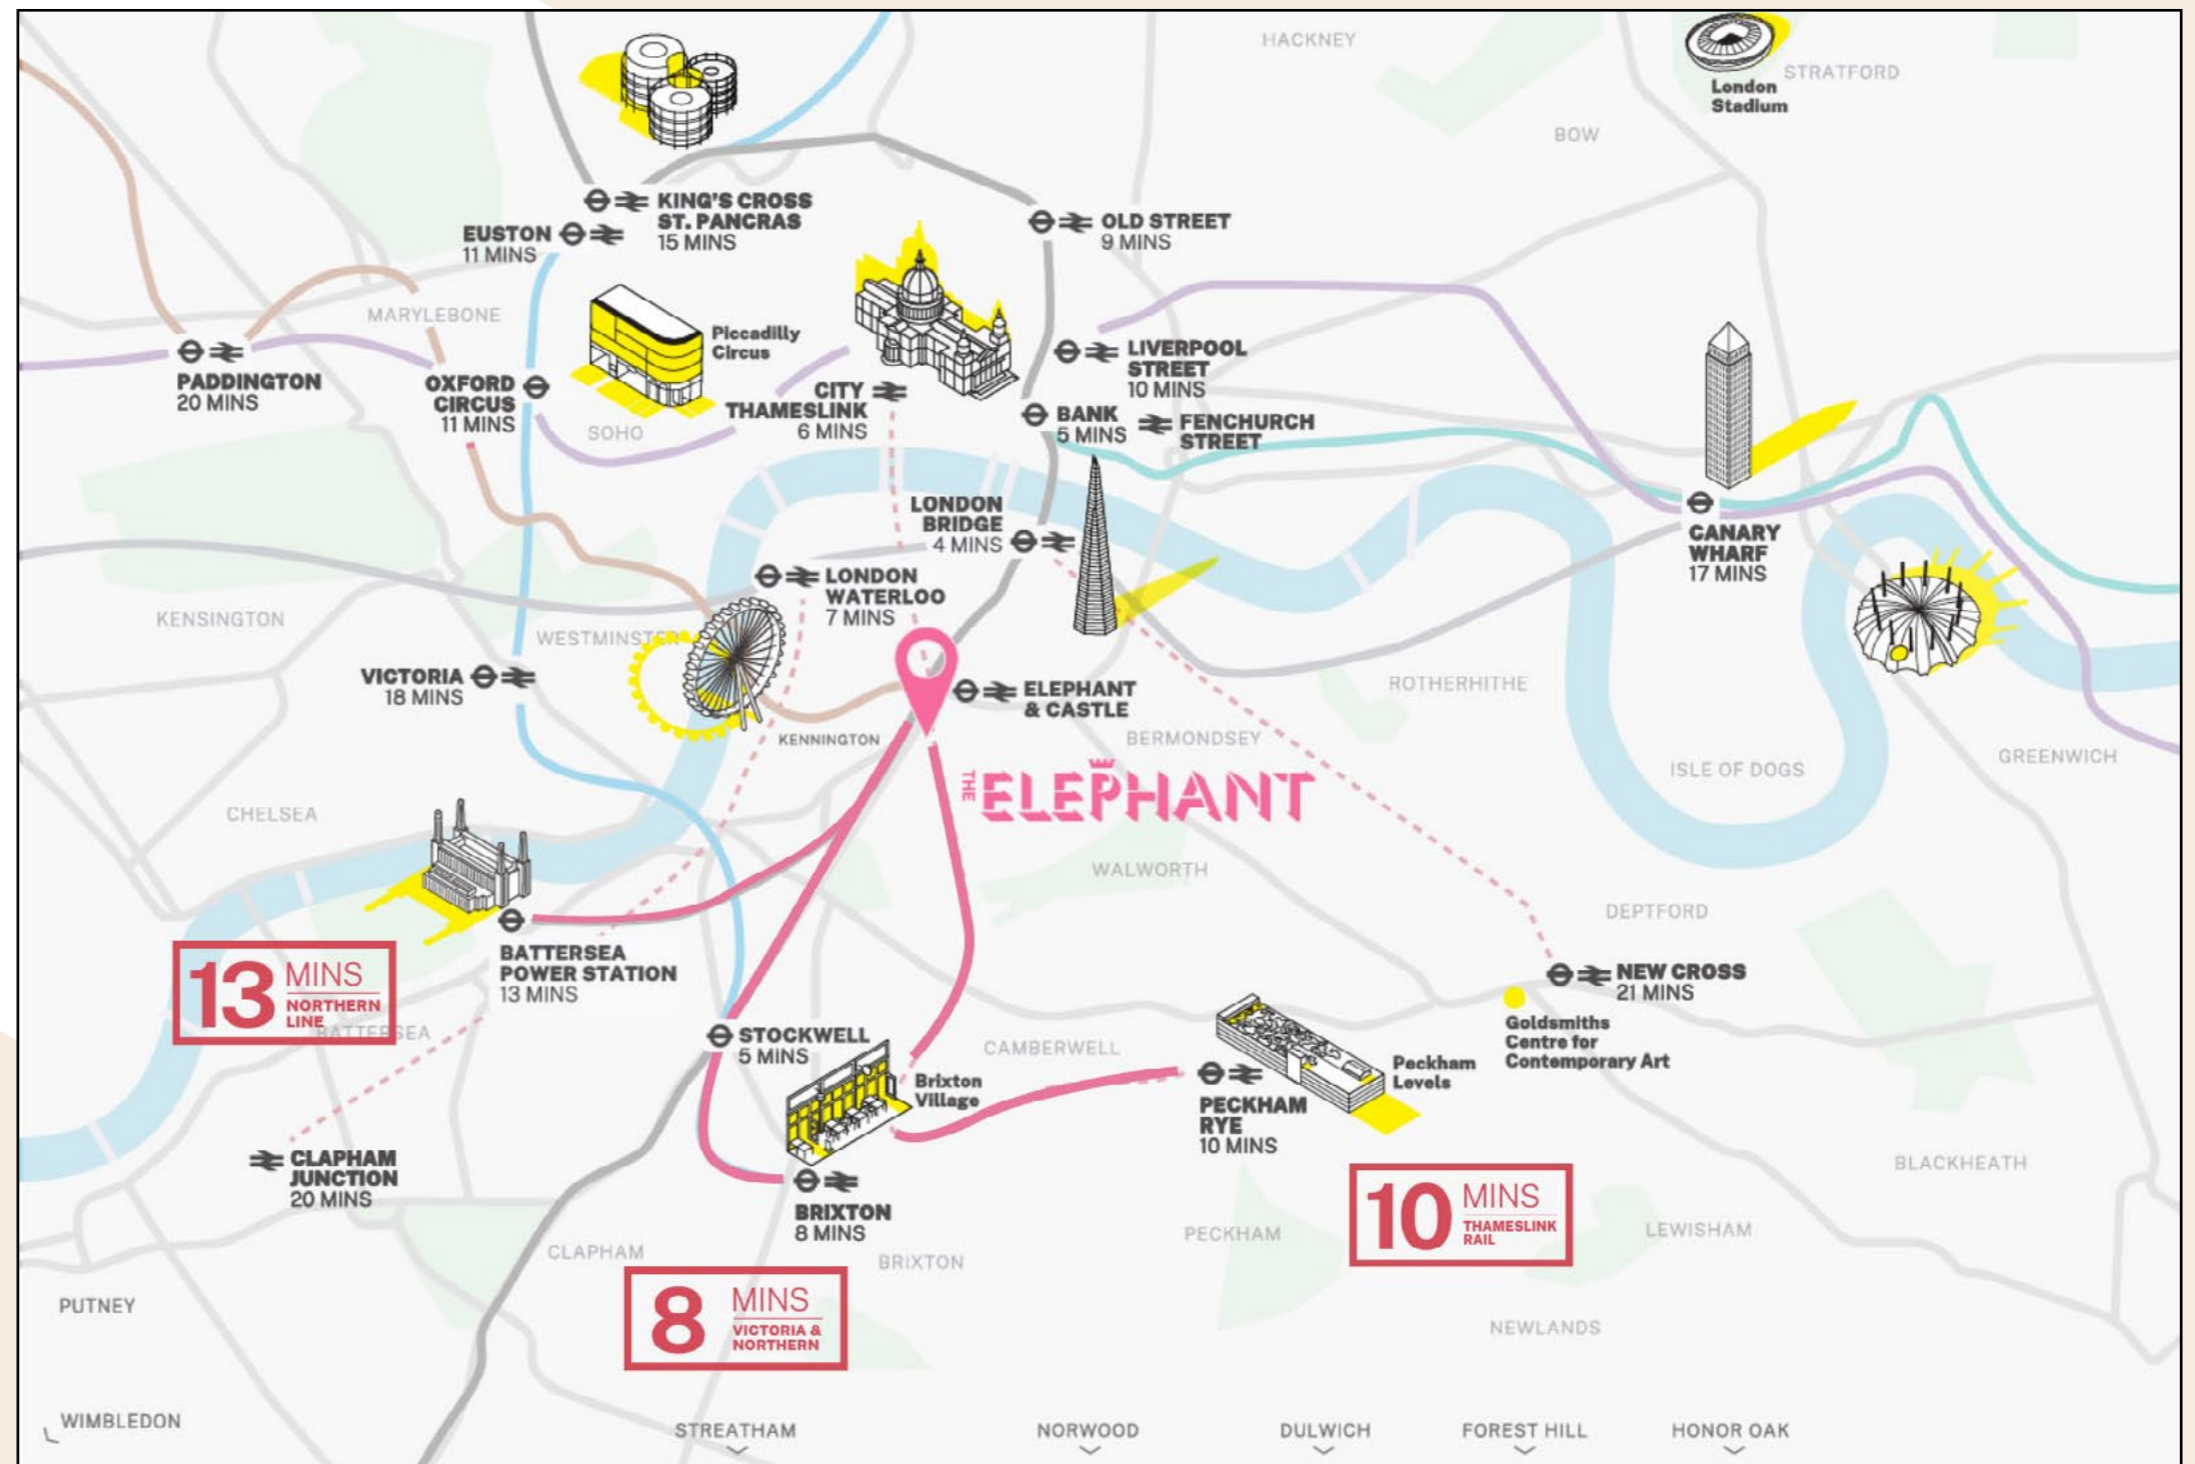 HACKNEY
STRATFORD
London
Stadium
BOW
KING'S CROSS
ST. PANCRAS
15 MINS
EUSTON
11 MINS
OLD STREET
9 MINS
MARYLEBONE
Piccadilly
Circus
PADDINGTON
20 MINS
OXFORD
CIRCUS
11 MINS
SOHO
CITY
THAMESLINK
6 MINS
LIVERPOOL
STREET
10 MINS
BANK
5 MINS
FENCHURCH
STREET
LONDON
BRIDGE
4 MINS
CANARY
WHARF
17 MINS
LONDON
WATERLOO
7 MINS
KENSINGTON
WESTMINSTER
VICTORIA
18 MINS
ELEPHANT
& CASTLE
ROTHERHITHE
KENNINGTON
BERMONDSEY
ISLE OF DOGS
GREENWICH
THE ELEPHANT
CHELSEA
WALWORTH
DEPTFORD
BATTERSEA
POWER STATION
13 MINS
13 MINS
NORTHERN
LINE
BATTERSEA
NEW CROSS
21 MINS
Goldsmiths
Centre for
Contemporary Art
STOCKWELL
5 MINS
CAMBERWELL
Brixton
Village
Peckham
Levels
PECKHAM
RYE
10 MINS
CLAPHAM
JUNCTION
20 MINS
BRIXTON
8 MINS
BLACKHEATH
10 MINS
THAMESLINK
RAIL
PECKHAM
LEWISHAM
CLAPHAM
BRIXTON
8 MINS
VICTORIA &
NORTHERN
PUTNEY
NEWLANDS
WIMBLEDON
STREATHAM
NORWOOD
DULWICH
FOREST HILL
HONOR OAK